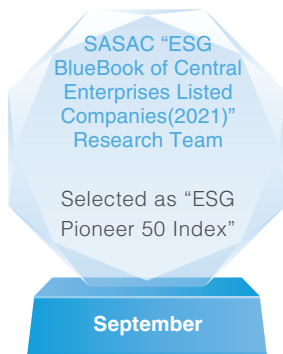 SASAC “ESG
BlueBook of Central
Enterprises Listed
Companies(2021)”
Research Team
Selected as “ESG
Pioneer 50 Index”
September